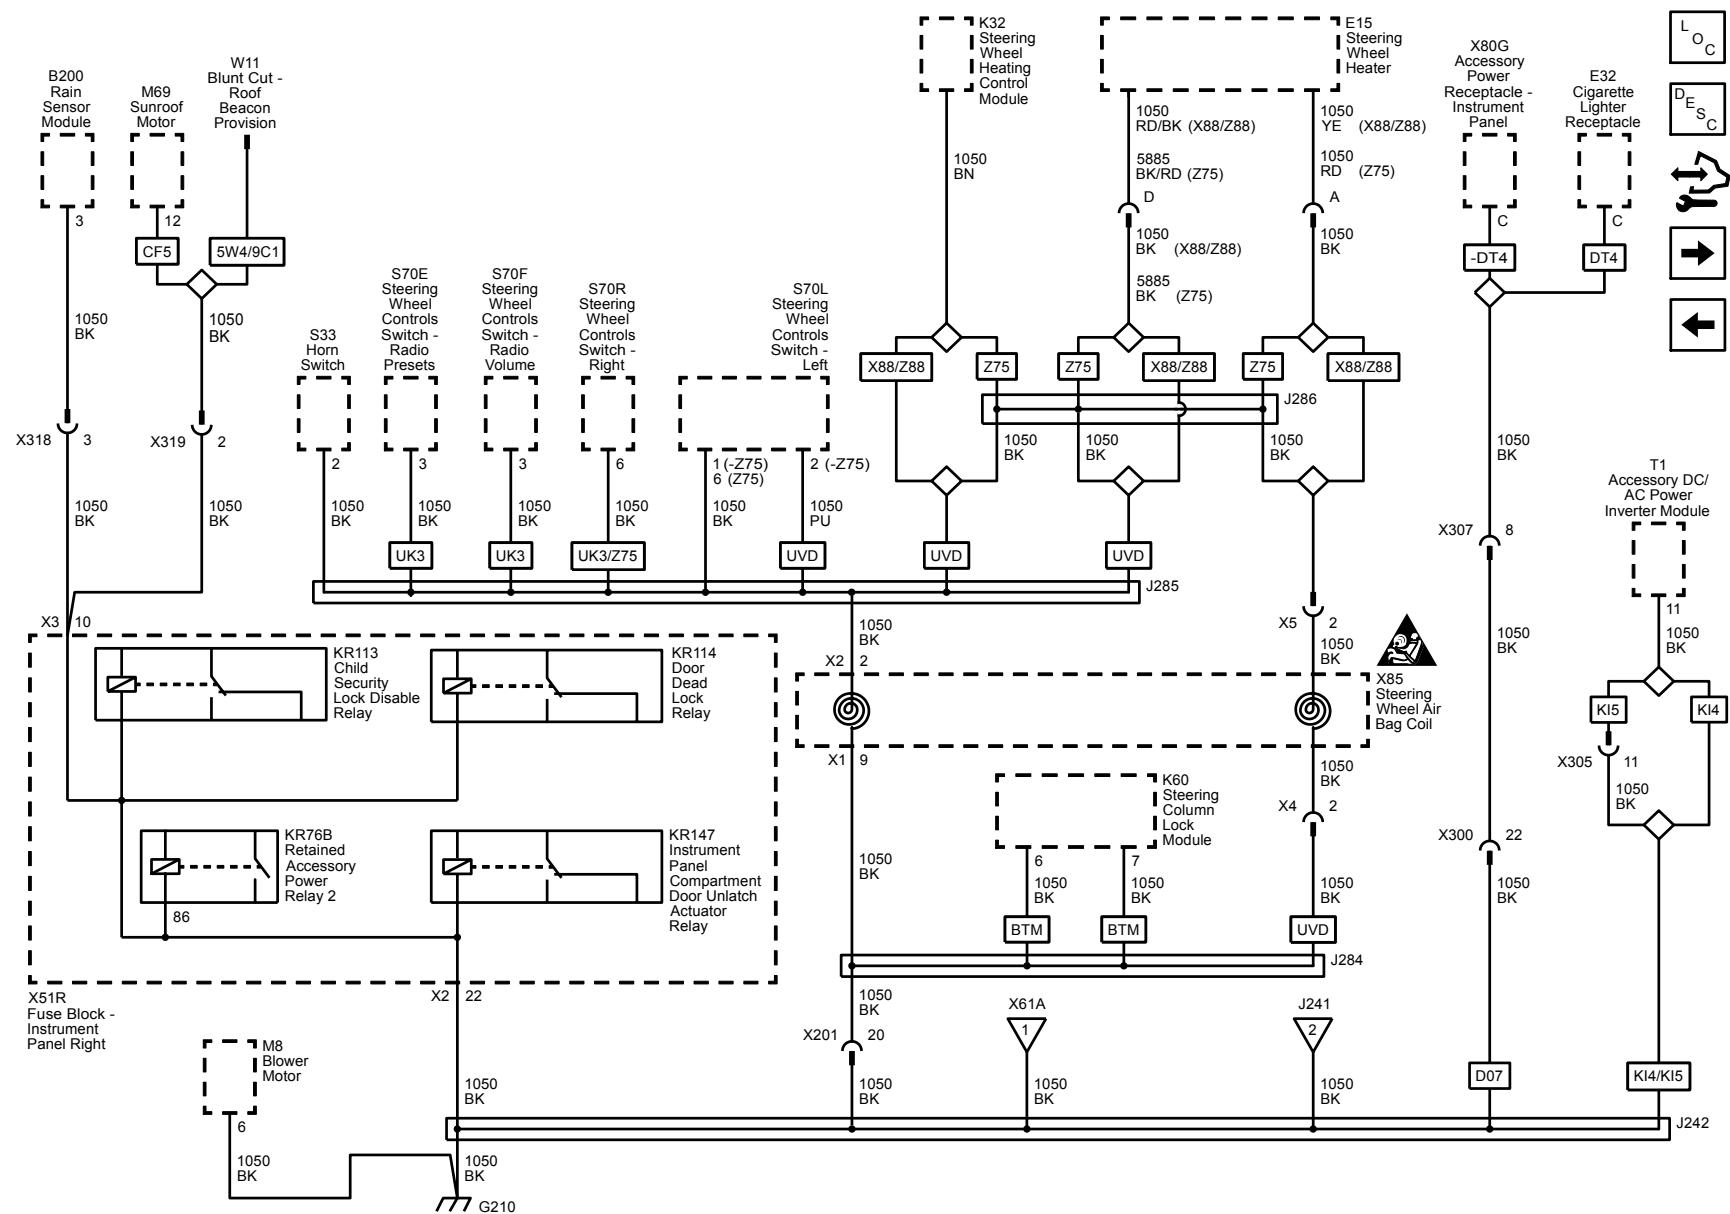 K32
Steering
Wheel
Heating
Control
Module
E15
Steering
Wheel
Heater
L
O
C
D
E
S
C
B200
Rain
Sensor
Module
M69
Sunroof
Motor
W11
Blunt Cut -
Roof
Beacon
Provision
X80G
Accessory
Power
Receptacle -
Instrument
Panel
E32
Cigarette
Lighter
Receptacle
1050
BN
1050
RD/BK (X88/Z88)
5885
BK/RD (Z75)
D
1050
BK (X88/Z88)
5885
BK (Z75)
1050
YE (X88/Z88)
1050
RD (Z75)
A
1050
BK
3
12
C
C
CF5
5W4/9C1
-DT4
DT4
1050
BK
1050
BK
S33
Horn
Switch
S70E
Steering
Wheel
Controls
Switch -
Radio
Presets
S70F
Steering
Wheel
Controls
Switch -
Radio
Volume
S70R
Steering
Wheel
Controls
Switch -
Right
S70L
Steering
Wheel
Controls
Switch -
Left
X88/Z88
Z75
Z75
X88/Z88
Z75
X88/Z88
J286
X318
3
X319
2
1050
BK
1050
BK
1050
BK
1050
BK
2
3
3
6
1 (-Z75)
6 (Z75)
2 (-Z75)
1050
BK
1050
BK
1050
BK
1050
BK
1050
BK
1050
BK
1050
BK
1050
PU
UK3
UK3
UK3/Z75
UVD
UVD
UVD
J285
X307
8
T1
Accessory DC/
AC Power
Inverter Module
11
1050
BK
1050
BK
X3
10
1050
BK
X2
2
X5
2
1050
BK
KR113
Child
Security
Lock Disable
Relay
KR114
Door
Dead
Lock
Relay
X85
Steering
Wheel Air
Bag Coil
KI5
KI4
X305
11
1050
BK
X1
9
1050
BK
X4
2
K60
Steering
Column
Lock
Module
KR76B
Retained
Accessory
Power
Relay 2
86
KR147
Instrument
Panel
Compartment
Door Unlatch
Actuator
Relay
1050
BK
6
7
1050
BK
1050
BK
1050
BK
X300
22
1050
BK
BTM
BTM
UVD
J284
X51R
Fuse Block -
Instrument
Panel Right
X2
22
1050
BK
X201
20
X61A
1
J241
2
M8
Blower
Motor
6
1050
BK
1050
BK
1050
BK
1050
BK
1050
BK
D07
KI4/KI5
J242
1050
BK
G210